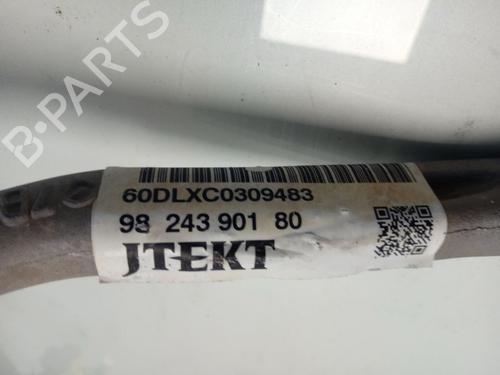 B-PARTS
60DLXC0309483
98 243 901 80
JTEKT